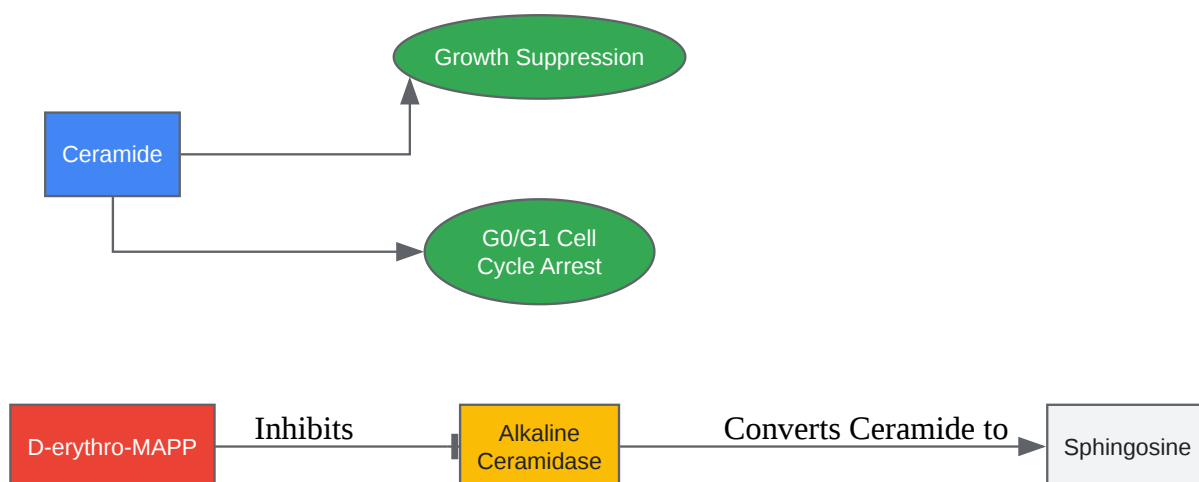 Growth Suppression
Ceramide
G0/G1 Cell
Cycle Arrest
D-erythro-MAPP
Inhibits
Alkaline
Ceramidase
Converts Ceramide to
Sphingosine